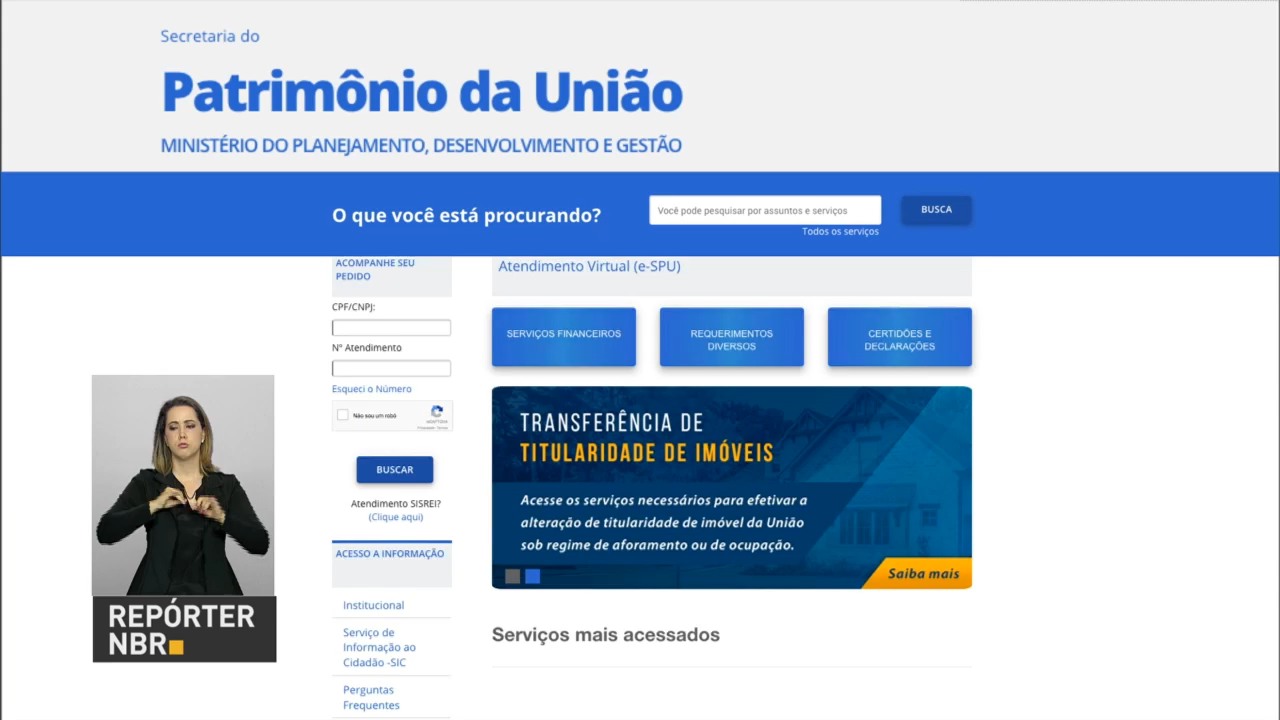 Secretaria do
Patrimônio da União
MINISTÉRIO DO PLANEJAMENTO, DESENVOLVIMENTO E GESTÃO
O que você está procurando?
Você pode pesquisar por assuntos e serviços
BUSCA
Todos os serviços
ACOMPANHE SEU
PEDIDO
CPF/CNPJ:
Nº Atendimento
Esqueci o Número
Não sou um robô
reCAPTCHA
Privacidade - Termos
BUSCAR
Atendimento SISREI?
(Clique aqui)
ACESSO A INFORMAÇÃO
Institucional
Serviço de
Informação ao
Cidadão -SIC
Perguntas
Frequentes
Atendimento Virtual (e-SPU)
SERVIÇOS FINANCEIROS
REQUERIMENTOS
DIVERSOS
CERTIDÕES E
DECLARAÇÕES
TRANSFERÊNCIA DE
TITULARIDADE DE IMÓVEIS
Acesse os serviços necessários para efetivar a
alteração de titularidade de imóvel da União
sob regime de aforamento ou de ocupação.
Saiba mais
Serviços mais acessados
REPÓRTER
NBR